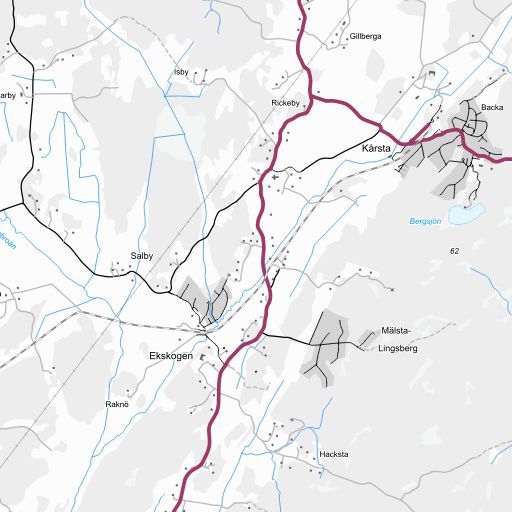 Gillberga
Isby
arby
Rickeby
Backa
Kårsta
Bergsjön
62
Salby
Mälsta-
Lingsberg
Ekskogen
Raknö
Hacksta